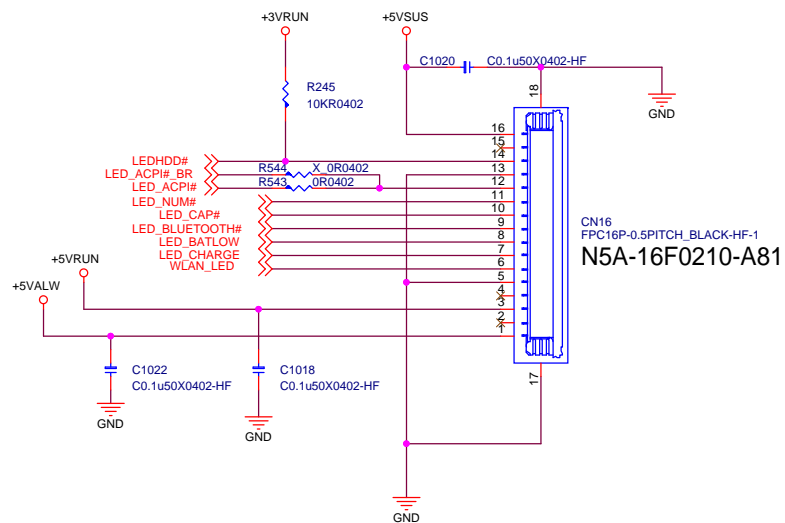 +3VRUN
+5VSUS
C1020
C0.1u50X0402-HF
R245
10KR0402
18
GND
16
15
LEDHDD#
14
R544
X_0R0402
13
LED_ACPI#_BR
R543
0R0402
12
LED_ACPI#
11
LED_NUM#
10
LED_CAP#
9
LED_BLUETOOTH#
8
LED_BATLOW
7
LED_CHARGE
6
WLAN_LED
5
4
3
2
1
CN16
FPC16P-0.5PITCH_BLACK-HF-1
N5A-16F0210-A81
+5VRUN
+5VALW
C1022
C0.1u50X0402-HF
C1018
C0.1u50X0402-HF
17
GND
GND
GND